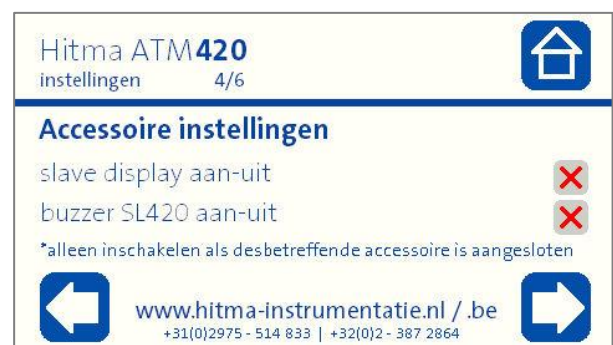 Hitma ATM420
instellingen 4/6
Accessoire instellingen
slave display aan-uit
buzzer SL420 aan-uit
*alleen inschakelen als desbetreffende accessoire is aangesloten
www.hitma-instrumentatie.nl / .be
+31(0)2975 - 514 833 | +32(0)2 - 387 2864